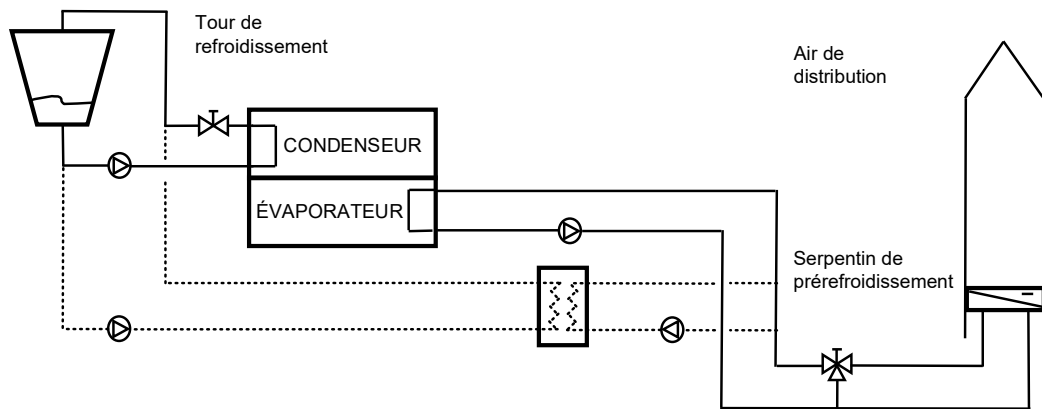 Tour de
refroidissement
Air de
distribution
CONDENSEUR
ÉVAPORATEUR
Serpentin de
prérefroidissement